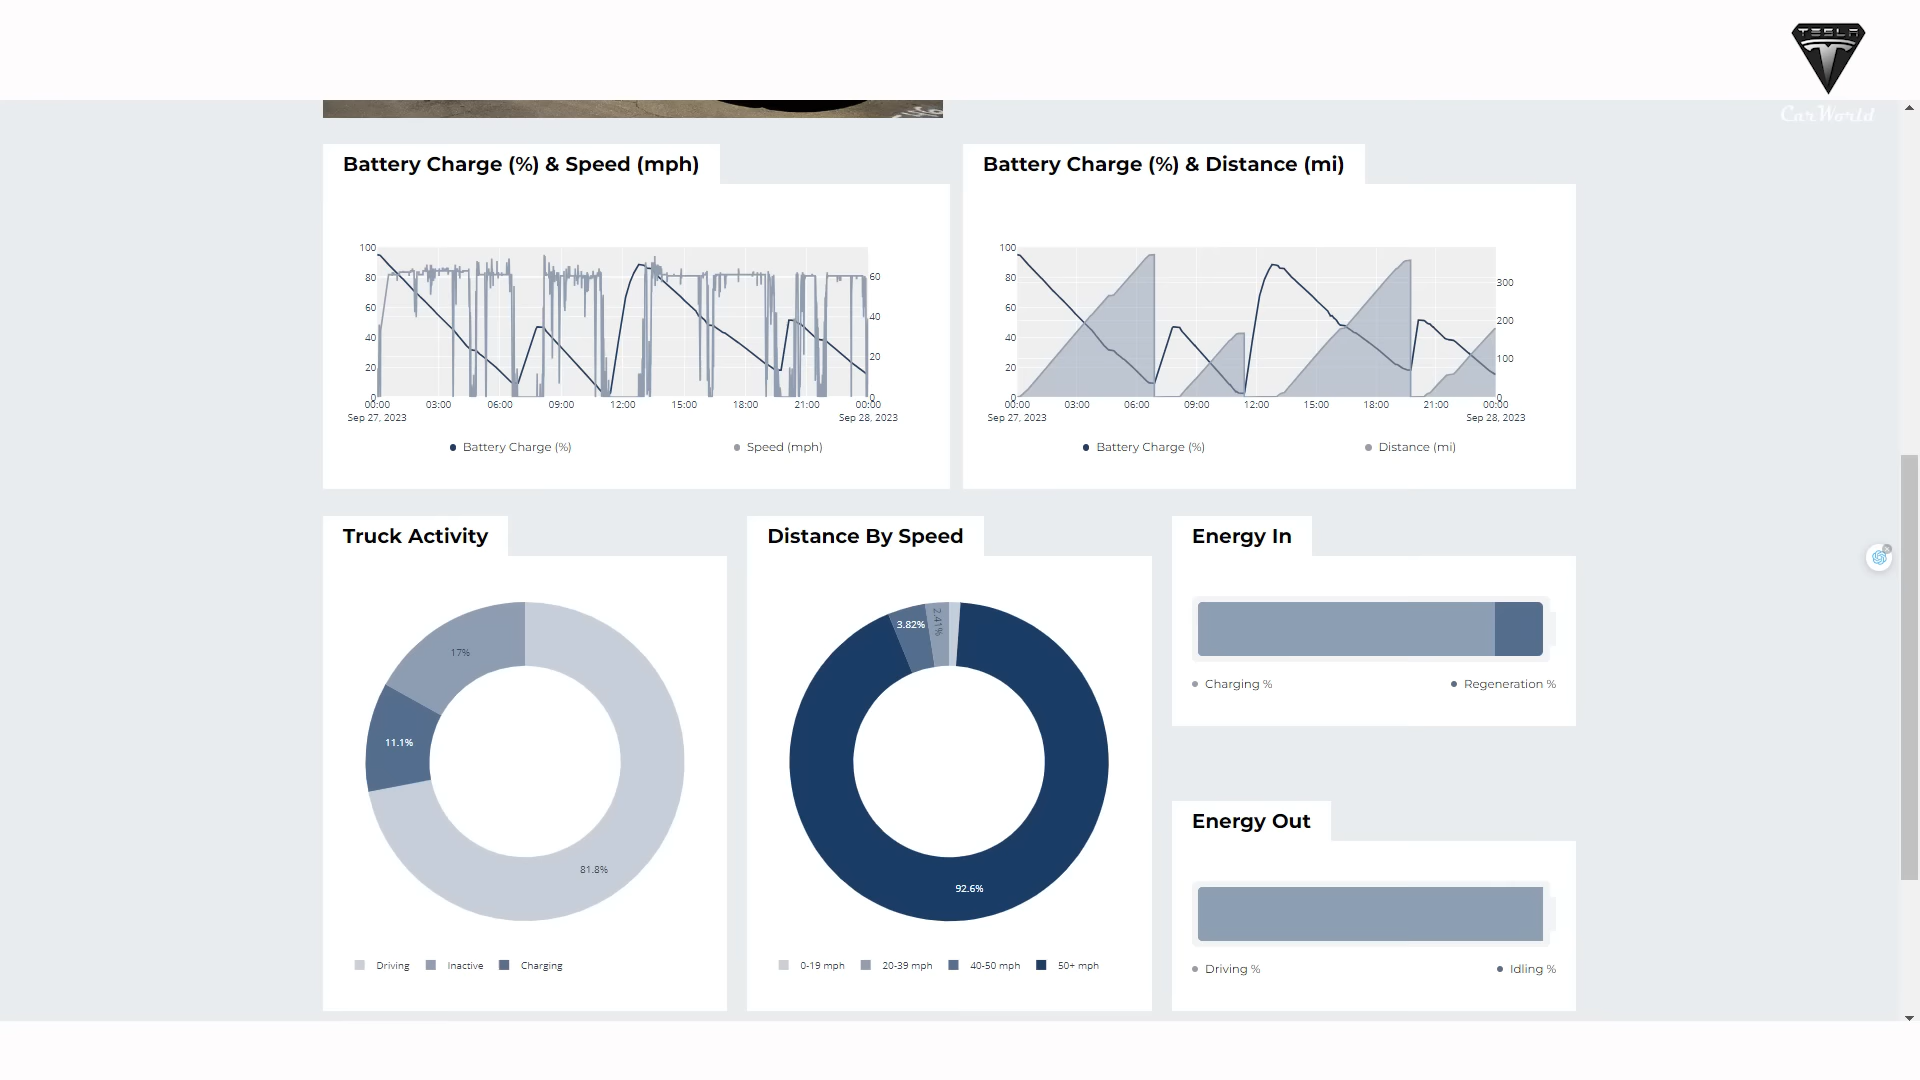 TESLA
CarWorld
Battery Charge (%) & Speed (mph)
100
80
60
40
20
0
60
40
20
0
00:00 03:00 06:00 09:00 12:00 15:00 18:00 21:00 00:00
Sep 27, 2023 Sep 28, 2023
Battery Charge (%) Speed (mph)
Battery Charge (%) & Distance (mi)
100
80
60
40
20
0
300
200
100
0
00:00 03:00 06:00 09:00 12:00 15:00 18:00 21:00 00:00
Sep 27, 2023 Sep 28, 2023
Battery Charge (%) Distance (mi)
Truck Activity
17%
11.1%
81.8%
Driving Inactive Charging
Distance By Speed
3.82%
2.41%
92.6%
0-19 mph 20-39 mph 40-50 mph 50+ mph
Energy In
Charging % Regeneration %
Energy Out
Driving % Idling %